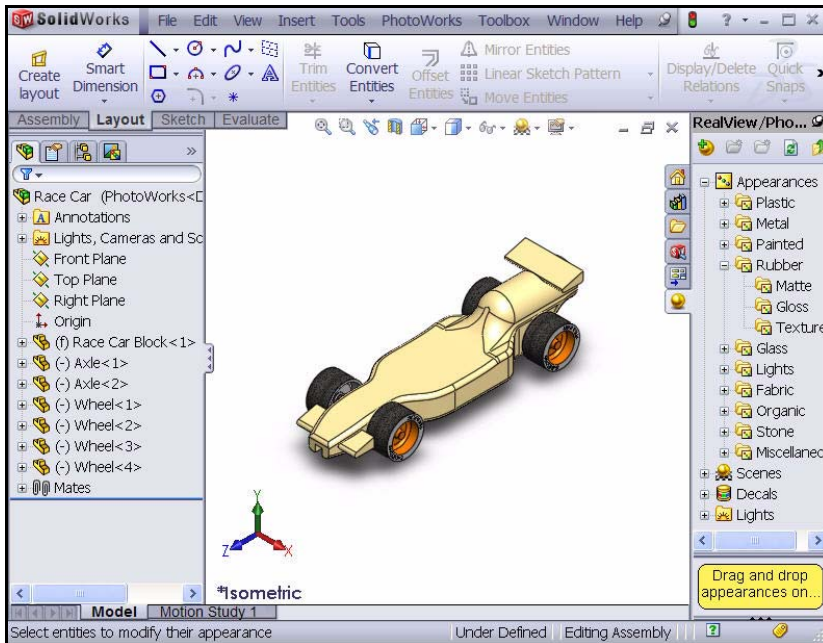 SolidWorks File Edit View Insert Tools PhotoWorks Toolbox Window Help
Create layout
Smart Dimension
Trim Entities
Convert Entities
Offset Entities
Mirror Entities
Linear Sketch Pattern
Move Entities
Display/Delete Relations
Quick Snaps
Assembly Layout Sketch Evaluate
RealView/Pho...
Race Car (PhotoWorks<D
Annotations
Lights, Cameras and Sc
Front Plane
Top Plane
Right Plane
Origin
(f) Race Car Block<1>
(-) Axle<1>
(-) Axle<2>
(-) Wheel<1>
(-) Wheel<2>
(-) Wheel<3>
(-) Wheel<4>
Mates
Y
Z
X
*Isometric
Appearances
Plastic
Metal
Painted
Rubber
Matte
Gloss
Texture
Glass
Lights
Fabric
Organic
Stone
Miscellaneo
Scenes
Decals
Lights
Drag and drop
appearances on...
Model Motion Study 1
Select entities to modify their appearance Under Defined Editing Assembly